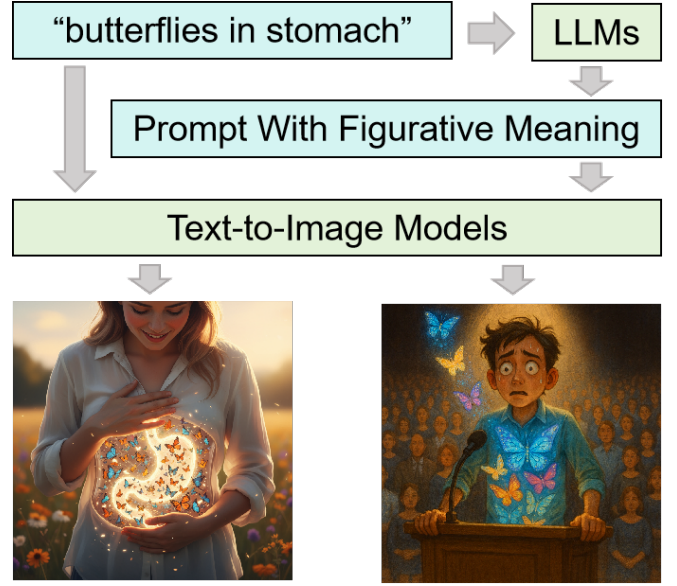 “butterflies in stomach”
LLMs
Prompt With Figurative Meaning
Text-to-Image Models